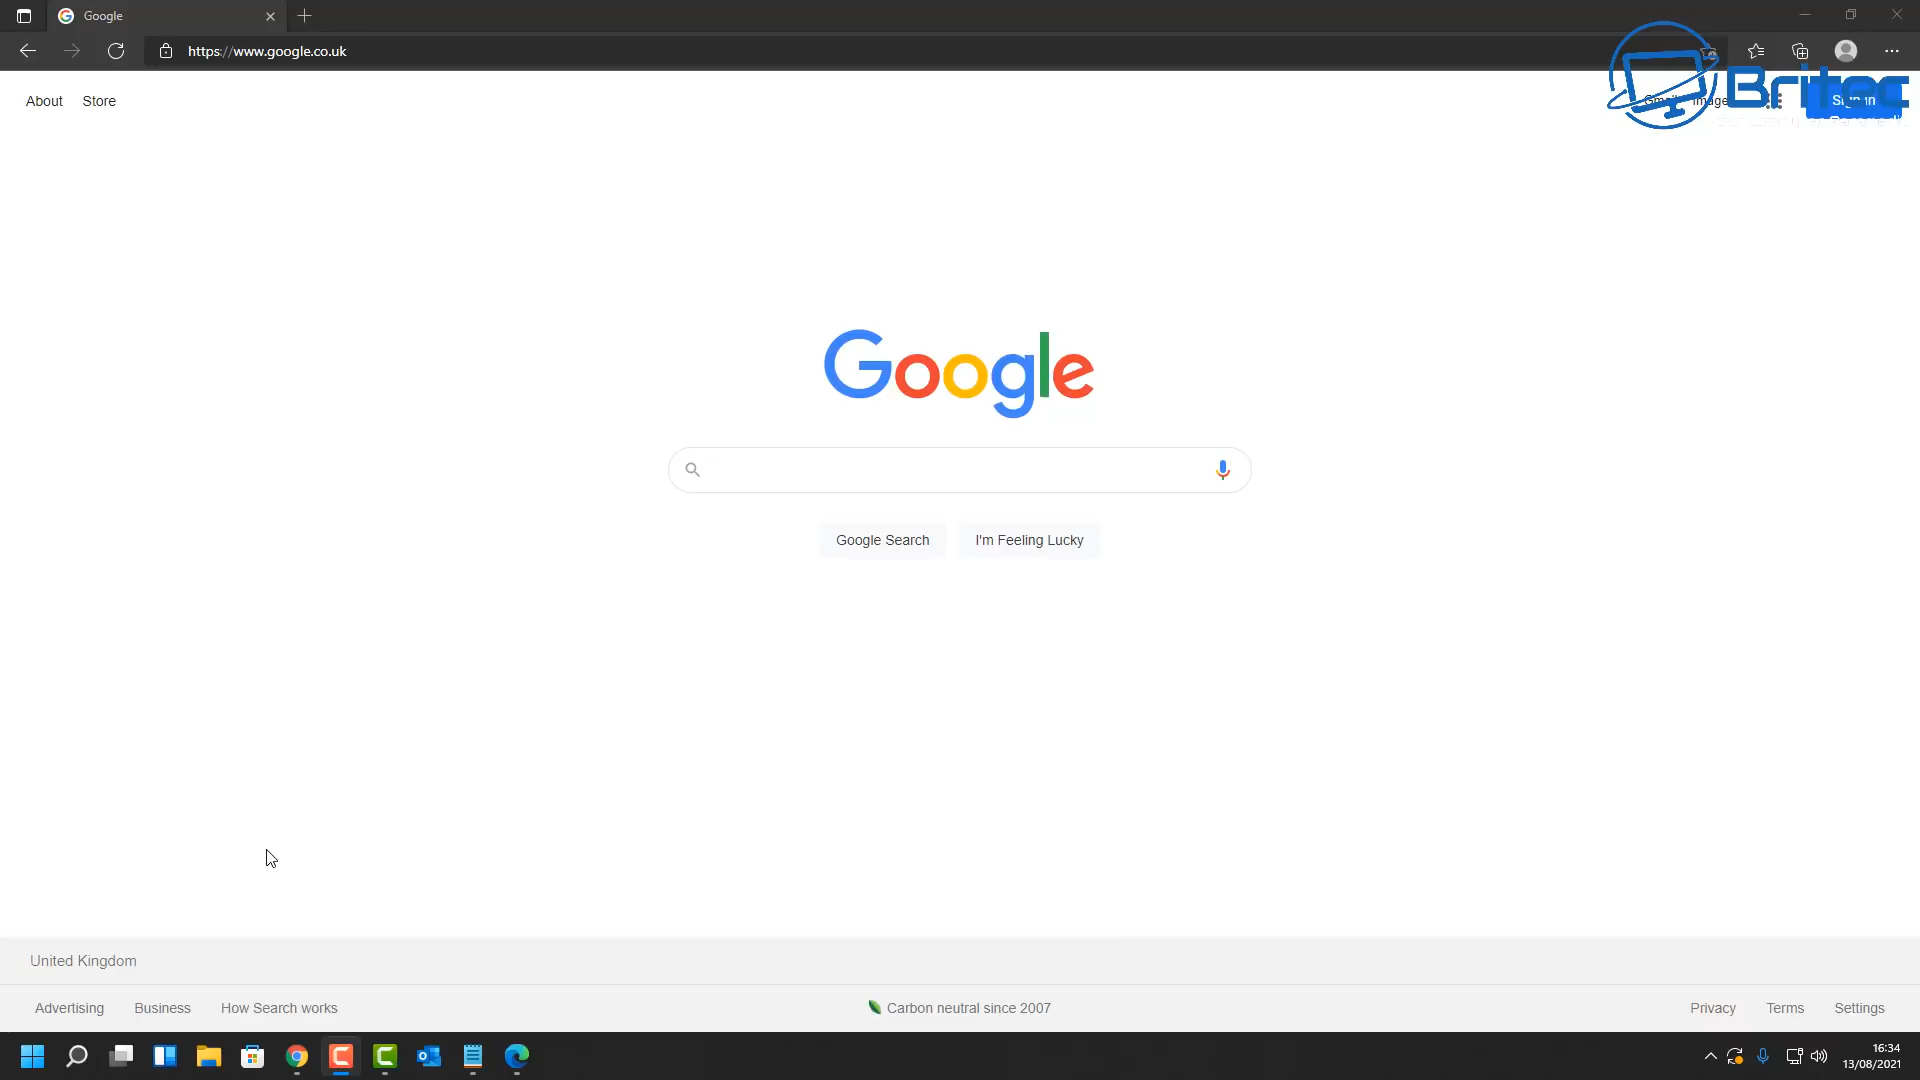 Google
https://www.google.co.uk
About Store
Britec
Google
Google Search I'm Feeling Lucky
United Kingdom
Advertising Business How Search works Carbon neutral since 2007 Privacy Terms Settings
16:34
13/08/2021